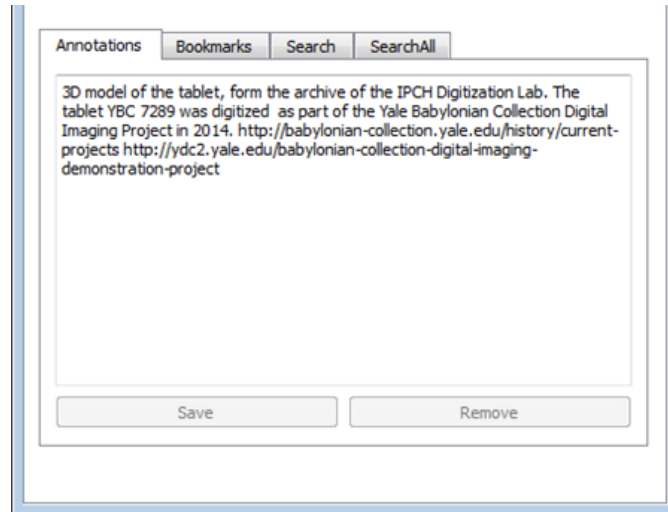 Annotations Bookmarks Search SearchAll
3D model of the tablet, form the archive of the IPCH Digitization Lab. The
tablet YBC 7289 was digitized  as part of the Yale Babylonian Collection Digital
Imaging Project in 2014. http://babylonian-collection.yale.edu/history/current-
projects http://ydc2.yale.edu/babylonian-collection-digital-imaging-
demonstration-project
Save Remove